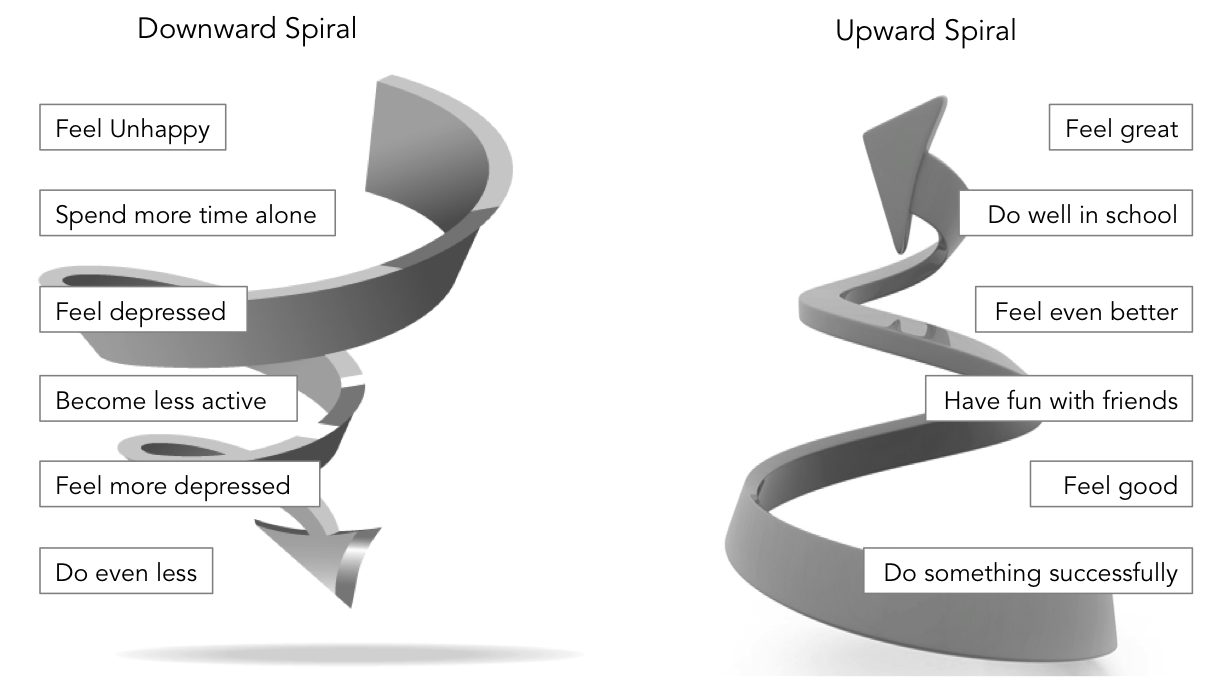 Downward Spiral
Feel Unhappy
Spend more time alone
Feel depressed
Become less active
Feel more depressed
Do even less
Upward Spiral
Feel great
Do well in school
Feel even better
Have fun with friends
Feel good
Do something successfully